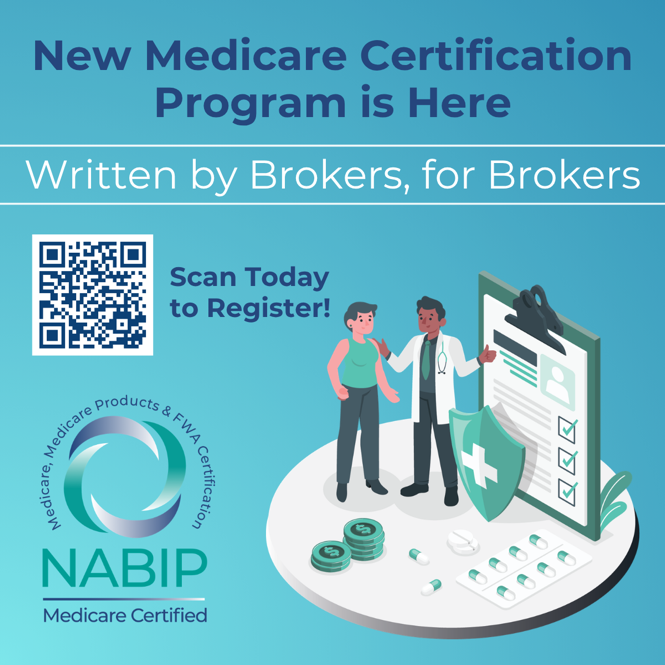 New Medicare Certification
Program is Here
Written by Brokers, for Brokers
Scan Today
to Register!
Medicare, Medicare Products & FWA Certification
NABIP
Medicare Certified